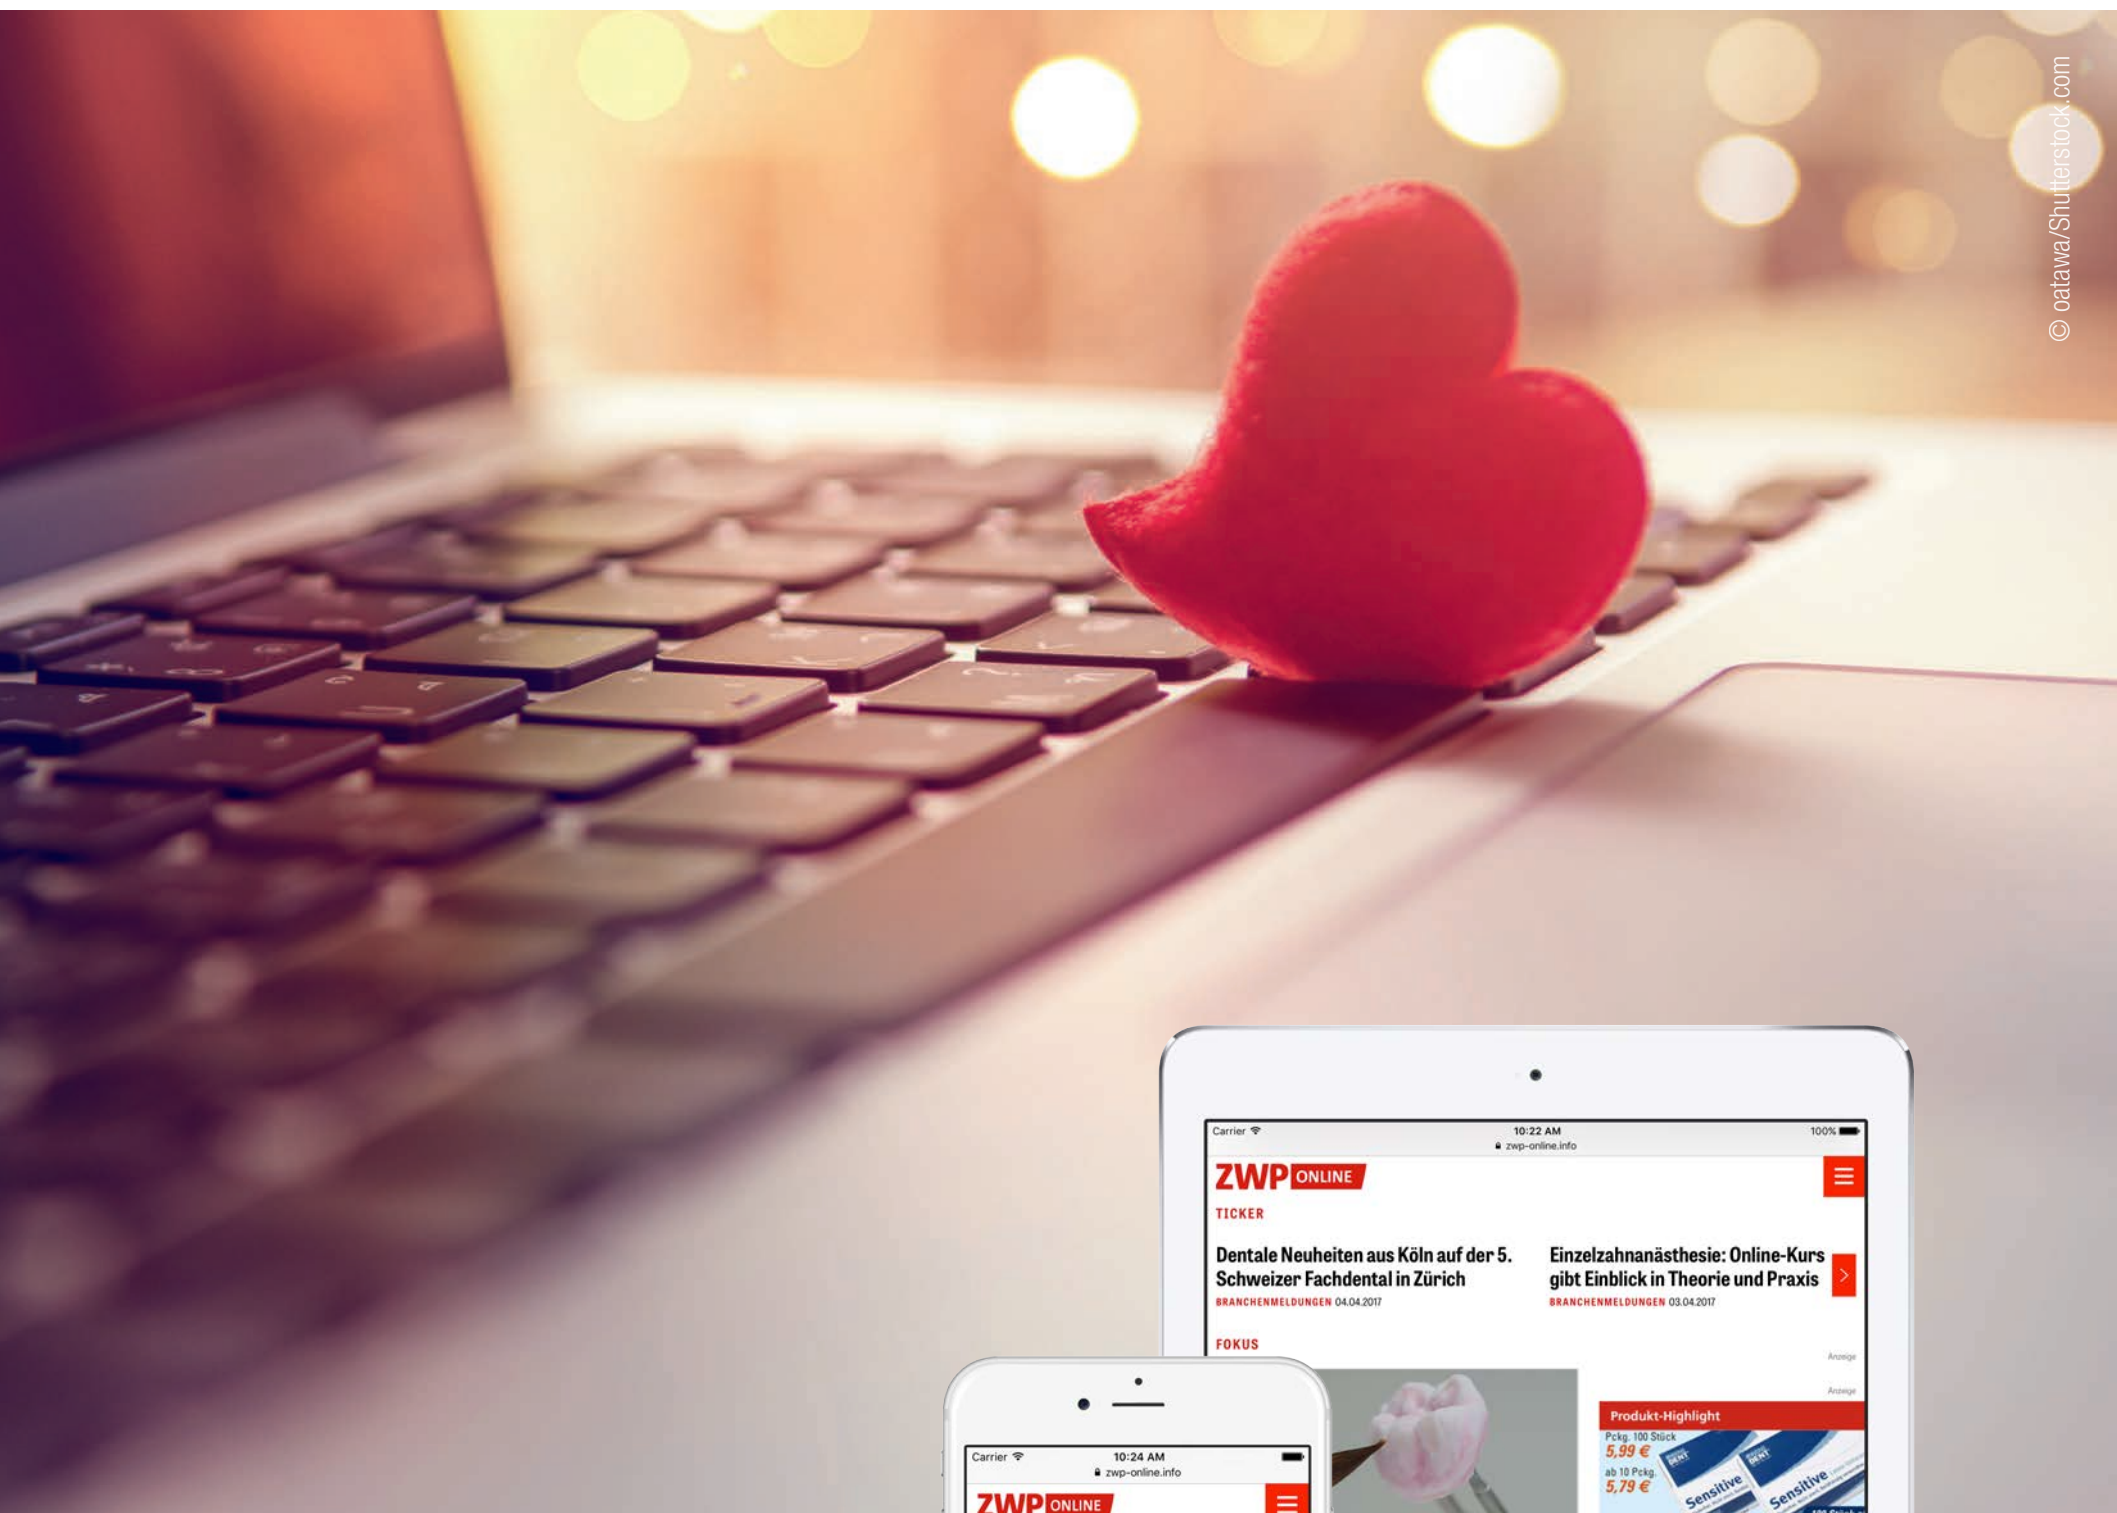 © oatawa/Shutterstock.com
Carrier 10:22 AM 100%
zwp-online.info
ZWP ONLINE
TICKER
Dentale Neuheiten aus Köln auf der 5.
Schweizer Fachdental in Zürich
BRANCHENMELDUNGEN 04.04.2017
Einzelzahnanästhesie: Online-Kurs
gibt Einblick in Theorie und Praxis
BRANCHENMELDUNGEN 03.04.2017
FOKUS
Anzeige
Anzeige
Produkt-Highlight
Pckg. 100 Stück
5,99 €
ab 10 Pckg.
5,79 €
Sensitive
Sensitive
Carrier 10:24 AM
zwp-online.info
ZWP ONLINE